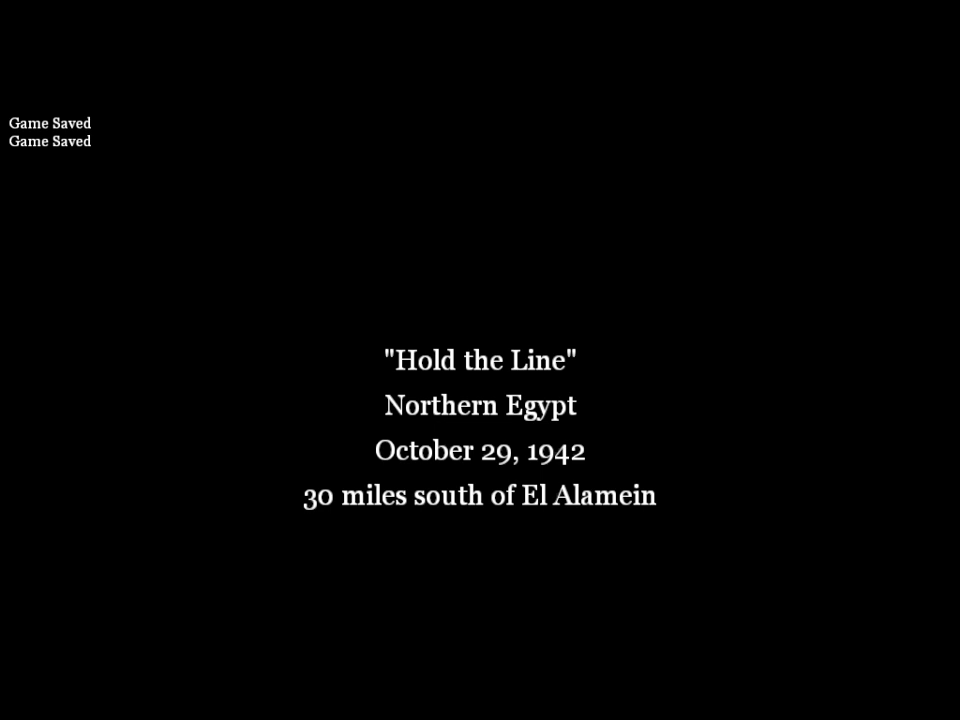 Game Saved
Game Saved
"Hold the Line"
Northern Egypt
October 29, 1942
30 miles south of El Alamein